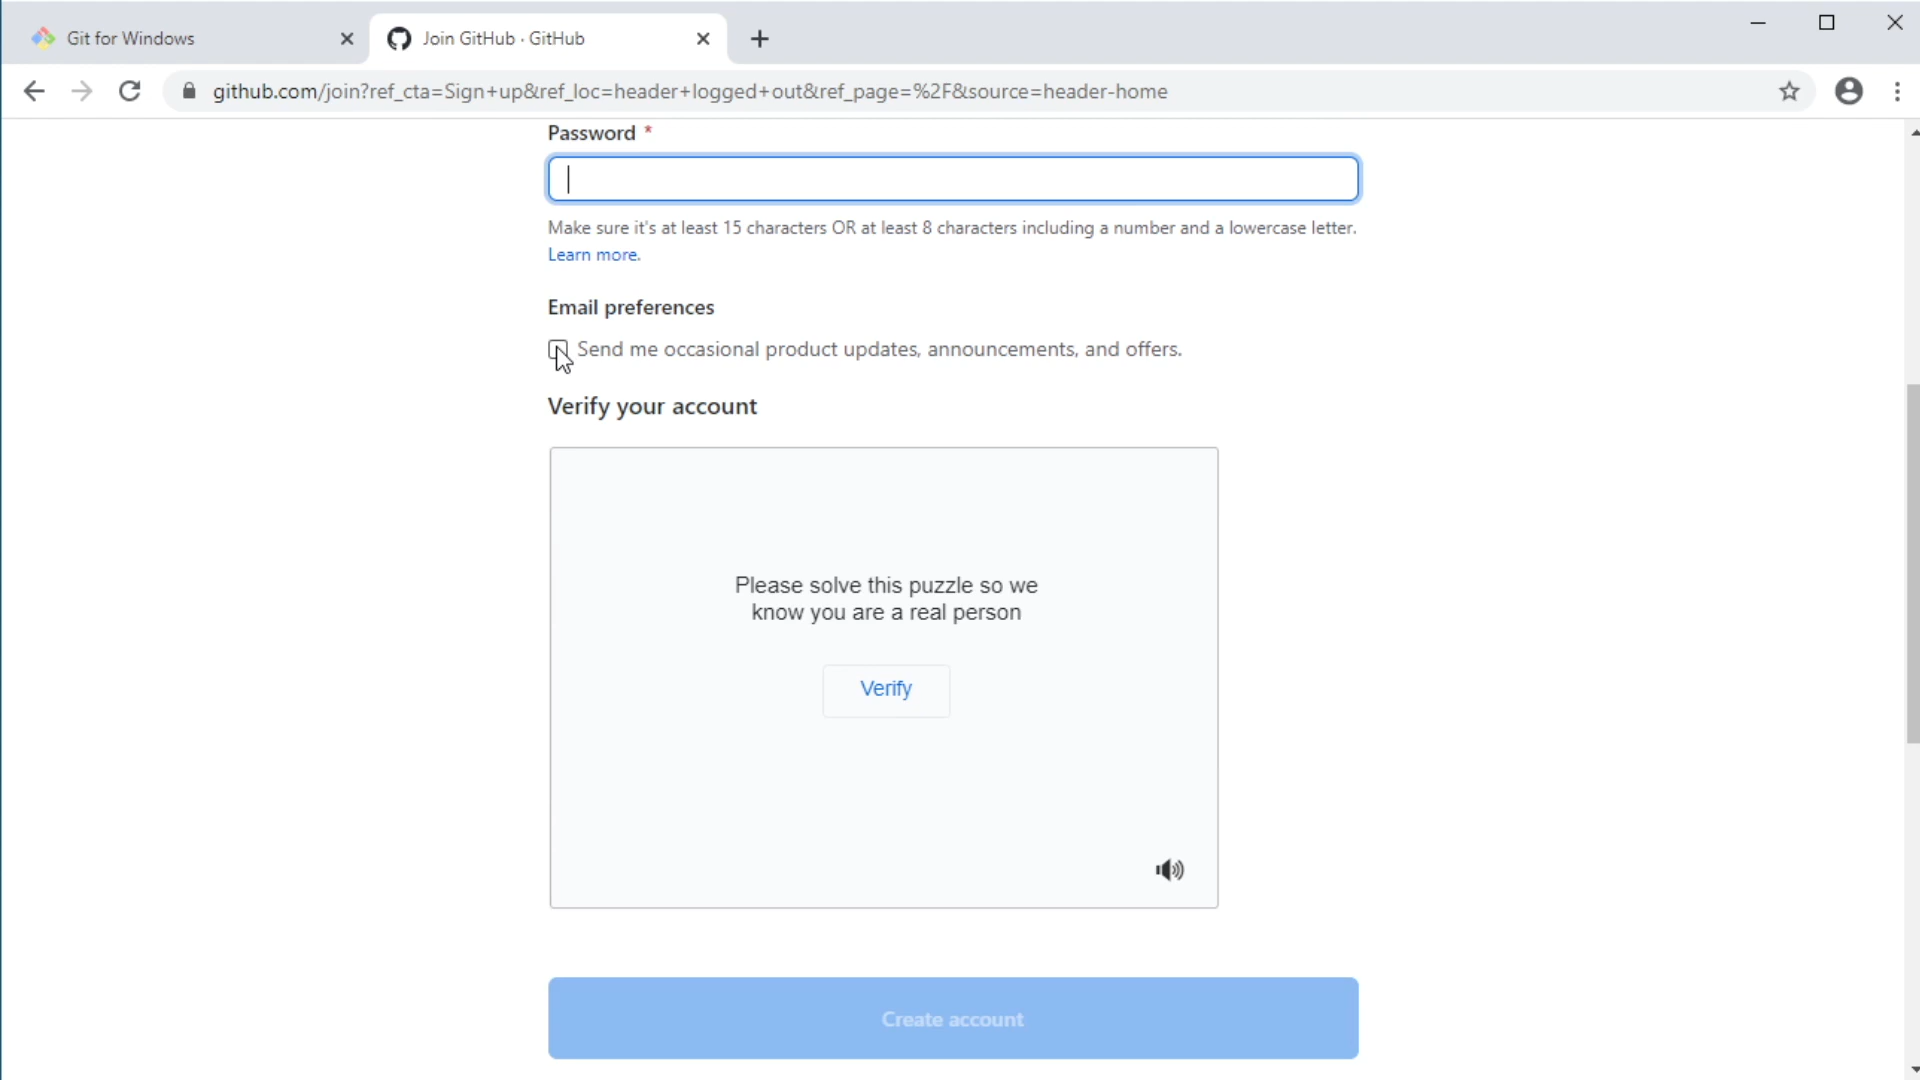 Git for Windows
Join GitHub · GitHub
github.com/join?ref_cta=Sign+up&ref_loc=header+logged+out&ref_page=%2F&source=header-home
Password *
Make sure it's at least 15 characters OR at least 8 characters including a number and a lowercase letter.
Learn more.
Email preferences
Send me occasional product updates, announcements, and offers.
Verify your account
Please solve this puzzle so we
know you are a real person
Verify
Create account